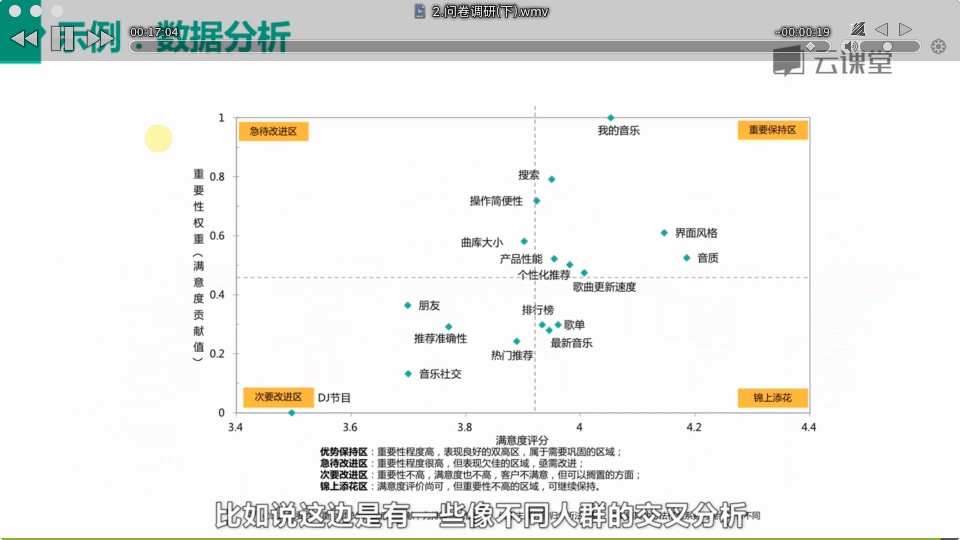 2.问卷调研(下).wmv
00:17:04
-00:00:19
示例：数据分析
云课堂
1
急待改进区
重要保持区
我的音乐
搜索
0.8
操作简便性
重要性权重(满意度贡献值)
0.6
界面风格
曲库大小
产品性能
音质
个性化推荐
歌曲更新速度
0.4
朋友
排行榜
歌单
推荐准确性
最新音乐
0.2
热门推荐
音乐社交
次要改进区
DJ节目
锦上添花
0
3.4
3.6
3.8
4
4.2
4.4
满意度评分
优势保持区：重要性程度高，表现良好的双高区，属于需要巩固的区域；
急待改进区：重要性程度很高，但表现欠佳的区域，亟需改进；
次要改进区：重要性不高，满意度也不高，客户不满意，但可以搁置的方面；
锦上添花区：满意度评价尚可，但重要性不高的区域，可继续保持。
比如说这边是有一些像不同人群的交叉分析